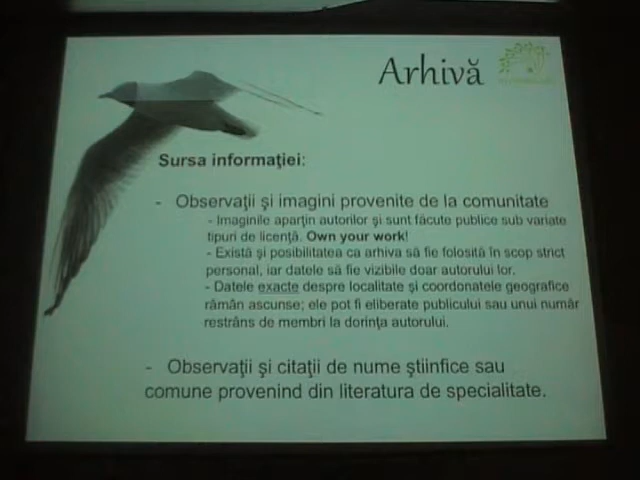 Arhivă
Sursa informaţiei:
- Observaţii şi imagini provenite de la comunitate
- Imaginile aparţin autorilor şi sunt făcute publice sub variate
tipuri de licenţă. Own your work!
- Există şi posibilitatea ca arhiva să fie folosită în scop strict
personal, iar datele să fie vizibile doar autorului lor.
- Datele exacte despre localitate şi coordonatele geografice
rămân ascunse; ele pot fi eliberate publicului sau unui număr
restrâns de membri la dorinţa autorului.
- Observaţii şi citaţii de nume ştiinfice sau
comune provenind din literatura de specialitate.